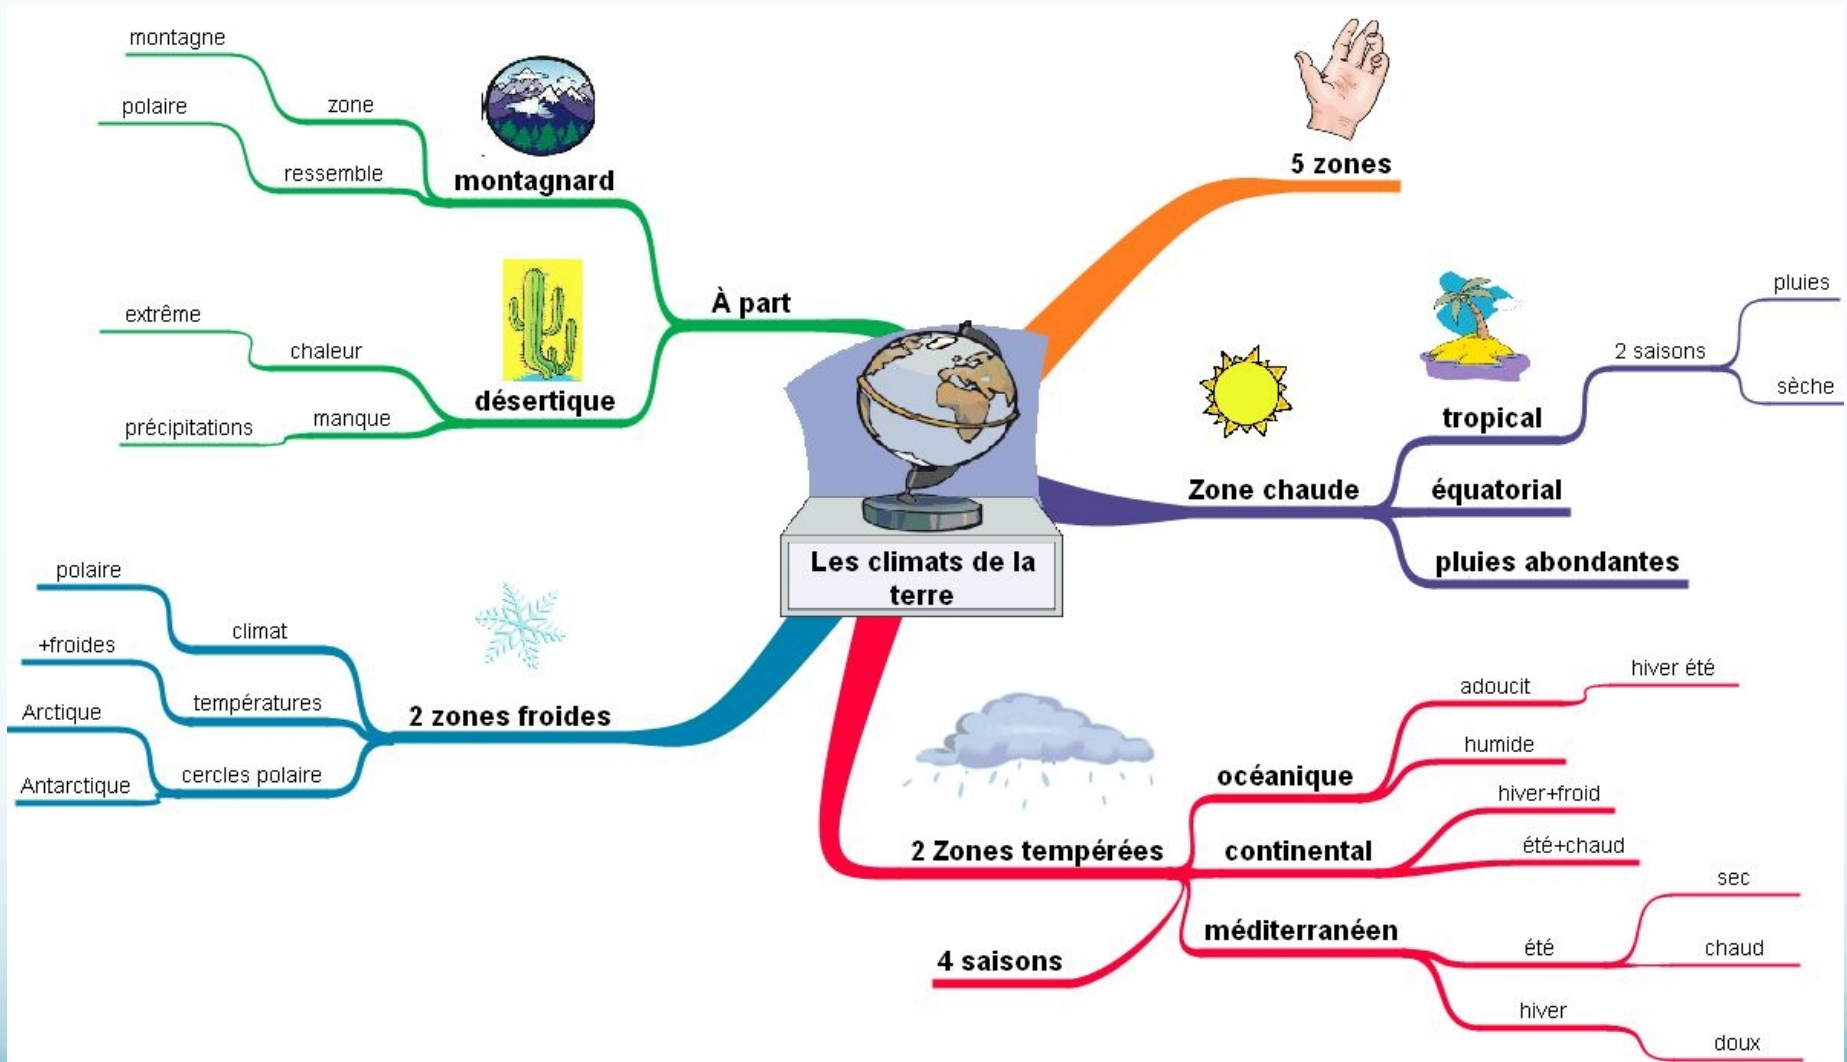 Les climats de la
terre
5 zones
Zone chaude
tropical
2 saisons
pluies
sèche
équatorial
pluies abondantes
2 Zones tempérées
océanique
adoucit
hiver été
humide
continental
hiver+froid
été+chaud
méditerranéen
été
sec
chaud
hiver
doux
4 saisons
2 zones froides
climat
polaire
températures
+froides
cercles polaire
Arctique
Antarctique
À part
montagnard
zone
montagne
ressemble
polaire
désertique
chaleur
extrême
manque
précipitations